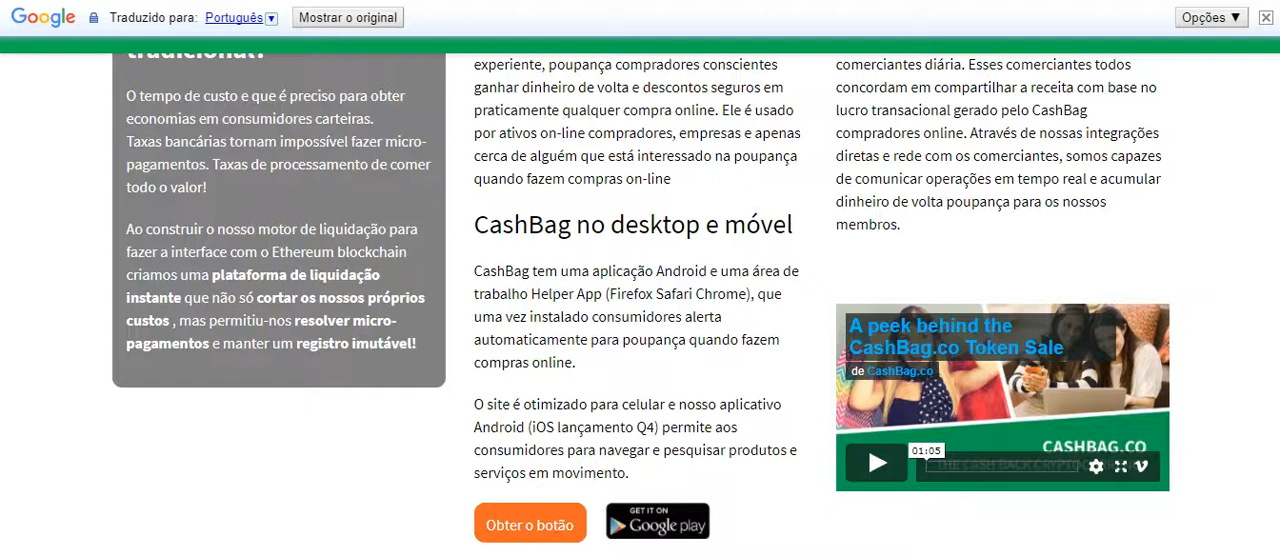 Google Traduzido para: Português Mostrar o original Opções ▼
tradicional?
O tempo de custo e que é preciso para obter
economias em consumidores carteiras.
Taxas bancárias tornam impossível fazer micro-
pagamentos. Taxas de processamento de comer
todo o valor!
Ao construir o nosso motor de liquidação para
fazer a interface com o Ethereum blockchain
criamos uma plataforma de liquidação
instante que não só cortar os nossos próprios
custos , mas permitiu-nos resolver micro-
pagamentos e manter um registro imutável!
experiente, poupança compradores conscientes
ganhar dinheiro de volta e descontos seguros em
praticamente qualquer compra online. Ele é usado
por ativos on-line compradores, empresas e apenas
cerca de alguém que está interessado na poupança
quando fazem compras on-line
CashBag no desktop e móvel
CashBag tem uma aplicação Android e uma área de
trabalho Helper App (Firefox Safari Chrome), que
uma vez instalado consumidores alerta
automaticamente para poupança quando fazem
compras online.
O site é otimizado para celular e nosso aplicativo
Android (iOS lançamento Q4) permite aos
consumidores para navegar e pesquisar produtos e
serviços em movimento.
Obter o botão
GET IT ON
Google play
comerciantes diária. Esses comerciantes todos
concordam em compartilhar a receita com base no
lucro transacional gerado pelo CashBag
compradores online. Através de nossas integrações
diretas e rede com os comerciantes, somos capazes
de comunicar operações em tempo real e acumular
dinheiro de volta poupança para os nossos
membros.
A peek behind the
CashBag.co Token Sale
de CashBag.co
CASHBAG.CO
01:05